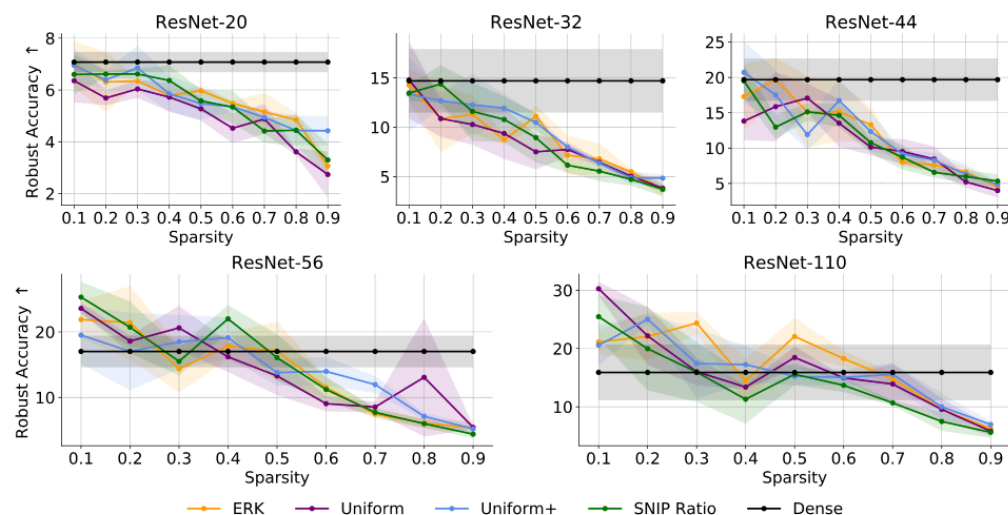 ResNet-20
ResNet-32
ResNet-44
Robust Accuracy ↑
8
6
4
2
0.1 0.2 0.3 0.4 0.5 0.6 0.7 0.8 0.9
Sparsity
15
10
5
0.1 0.2 0.3 0.4 0.5 0.6 0.7 0.8 0.9
Sparsity
25
20
15
10
5
0.1 0.2 0.3 0.4 0.5 0.6 0.7 0.8 0.9
Sparsity
ResNet-56
ResNet-110
Robust Accuracy ↑
20
10
0.1 0.2 0.3 0.4 0.5 0.6 0.7 0.8 0.9
Sparsity
30
20
10
0.1 0.2 0.3 0.4 0.5 0.6 0.7 0.8 0.9
Sparsity
ERK Uniform Uniform+ SNIP Ratio Dense